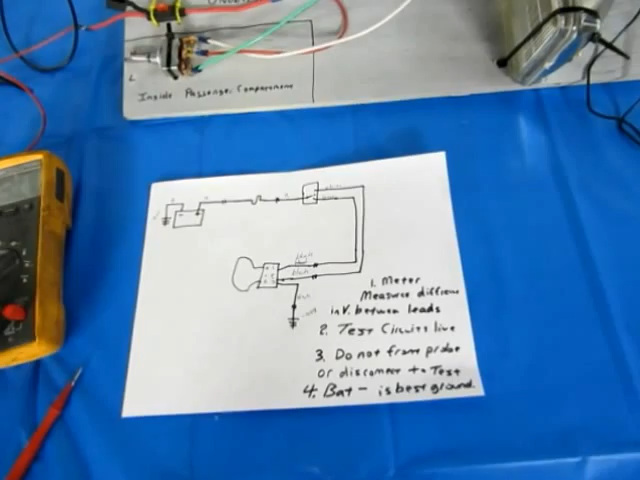 Inside Passenger Compartment
1. Meter
Measure difference
in V. between leads
2. Test Circuits live
3. Do not front probe
or disconnect to Test
4. Bat - is best ground.